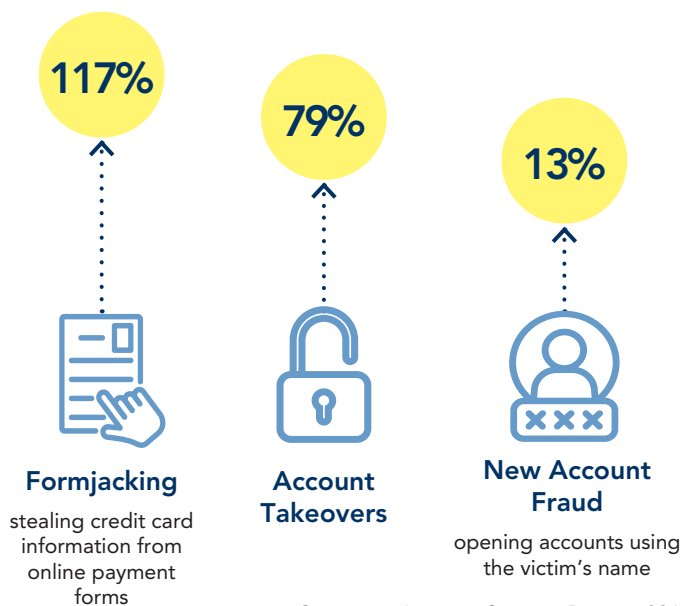 117%
79%
13%
Formjacking
stealing credit card
information from
online payment
forms
Account
Takeovers
New Account
Fraud
opening accounts using
the victim's name